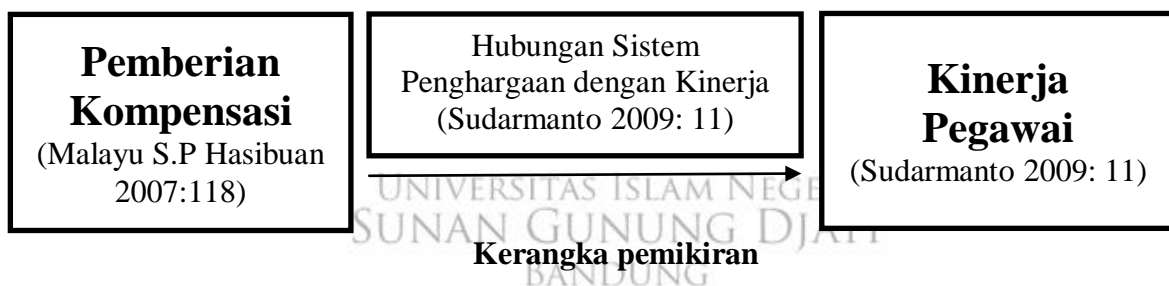 Pemberian
Kompensasi
(Malayu S.P Hasibuan
2007:118)
Hubungan Sistem
Penghargaan dengan Kinerja
(Sudarmanto 2009: 11)
Kinerja
Pegawai
(Sudarmanto 2009: 11)
UNIVERSITAS ISLAM NEGE
SUNAN GUNUNG DJATI
Kerangka pemikiran
BANDUNG